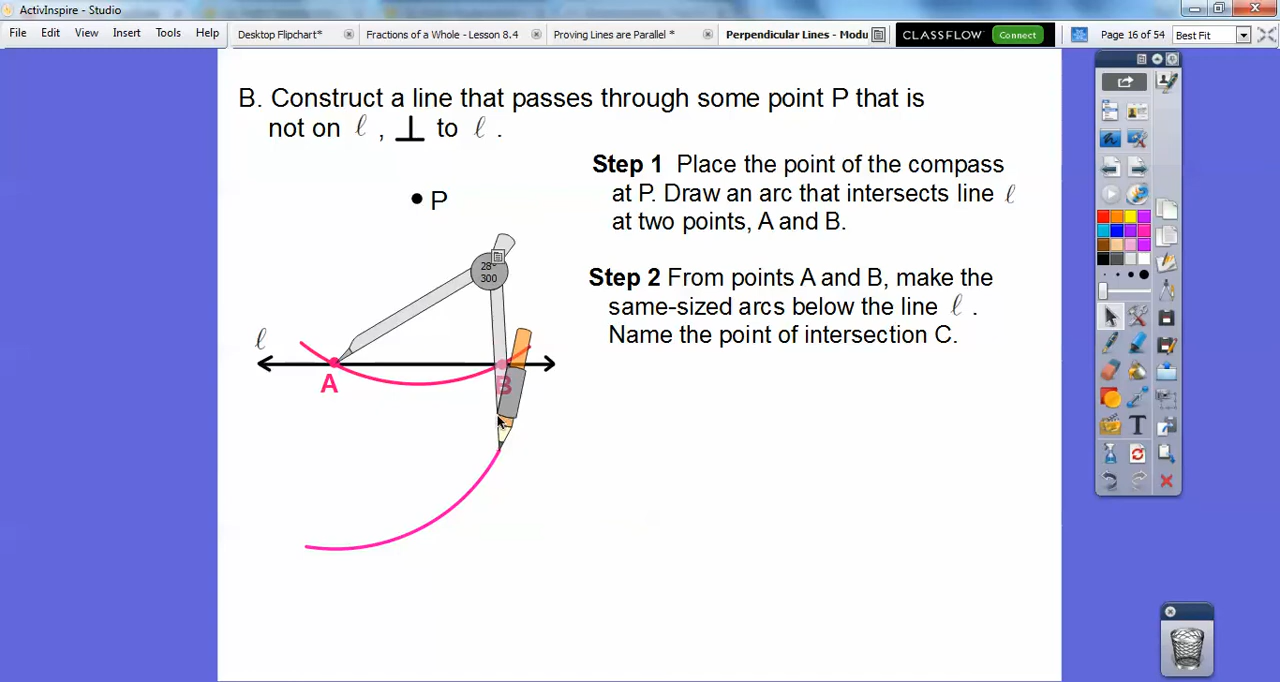 ActivInspire - Studio
File Edit View Insert Tools Help
Desktop Flipchart* Fractions of a Whole - Lesson 8.4 Proving Lines are Parallel * Perpendicular Lines - Modu
CLASSFLOW Connect
Page 16 of 54 Best Fit
B. Construct a line that passes through some point P that is
not on ℓ , ⊥ to ℓ .
P
Step 1 Place the point of the compass
at P. Draw an arc that intersects line ℓ
at two points, A and B.
Step 2 From points A and B, make the
same-sized arcs below the line ℓ .
Name the point of intersection C.
28°
300
ℓ
A
B
T